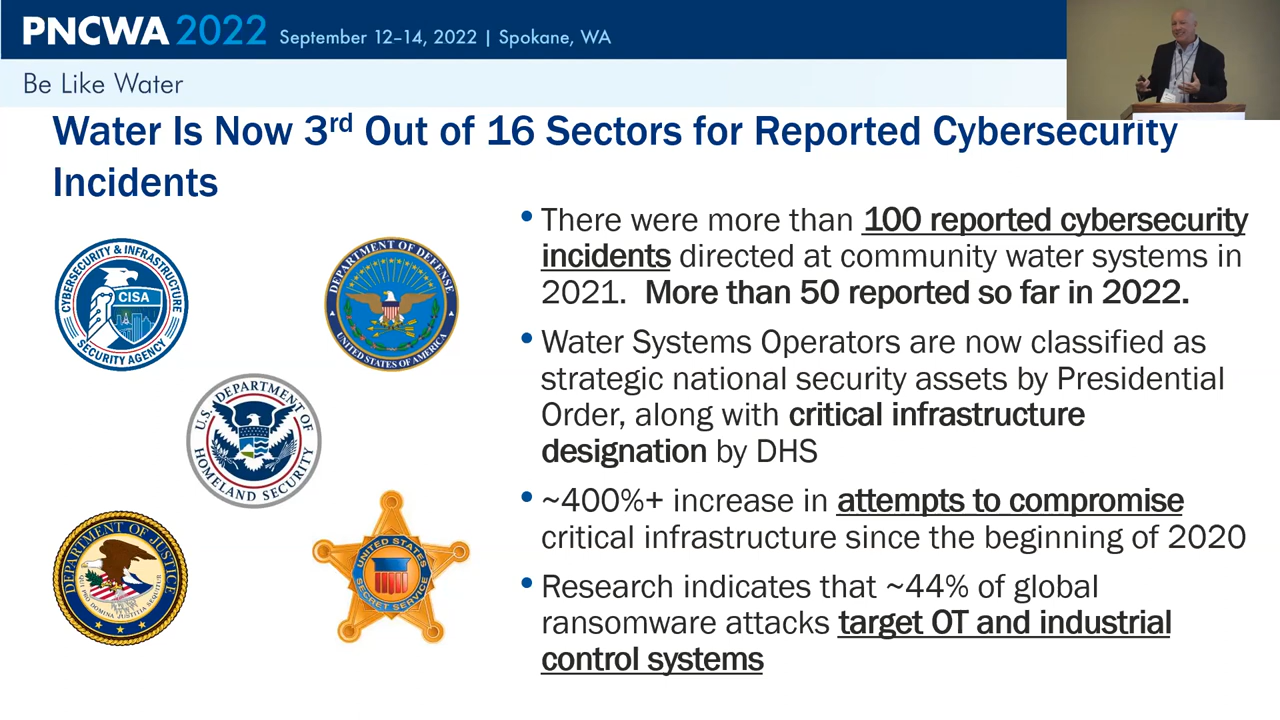 PNCWA 2022 September 12–14, 2022 | Spokane, WA
Be Like Water
Water Is Now 3rd Out of 16 Sectors for Reported Cybersecurity
Incidents
• There were more than 100 reported cybersecurity
incidents directed at community water systems in
2021. More than 50 reported so far in 2022.
• Water Systems Operators are now classified as
strategic national security assets by Presidential
Order, along with critical infrastructure
designation by DHS
• ~400%+ increase in attempts to compromise
critical infrastructure since the beginning of 2020
• Research indicates that ~44% of global
ransomware attacks target OT and industrial
control systems
CYBERSECURITY & INFRASTRUCTURE
SECURITY AGENCY
CISA
DEPARTMENT OF DEFENSE
UNITED STATES OF AMERICA
U.S. DEPARTMENT OF
HOMELAND SECURITY
DEPARTMENT OF JUSTICE
QUI PRO DOMINA JUSTITIA SEQUITUR
UNITED STATES
SECRET SERVICE